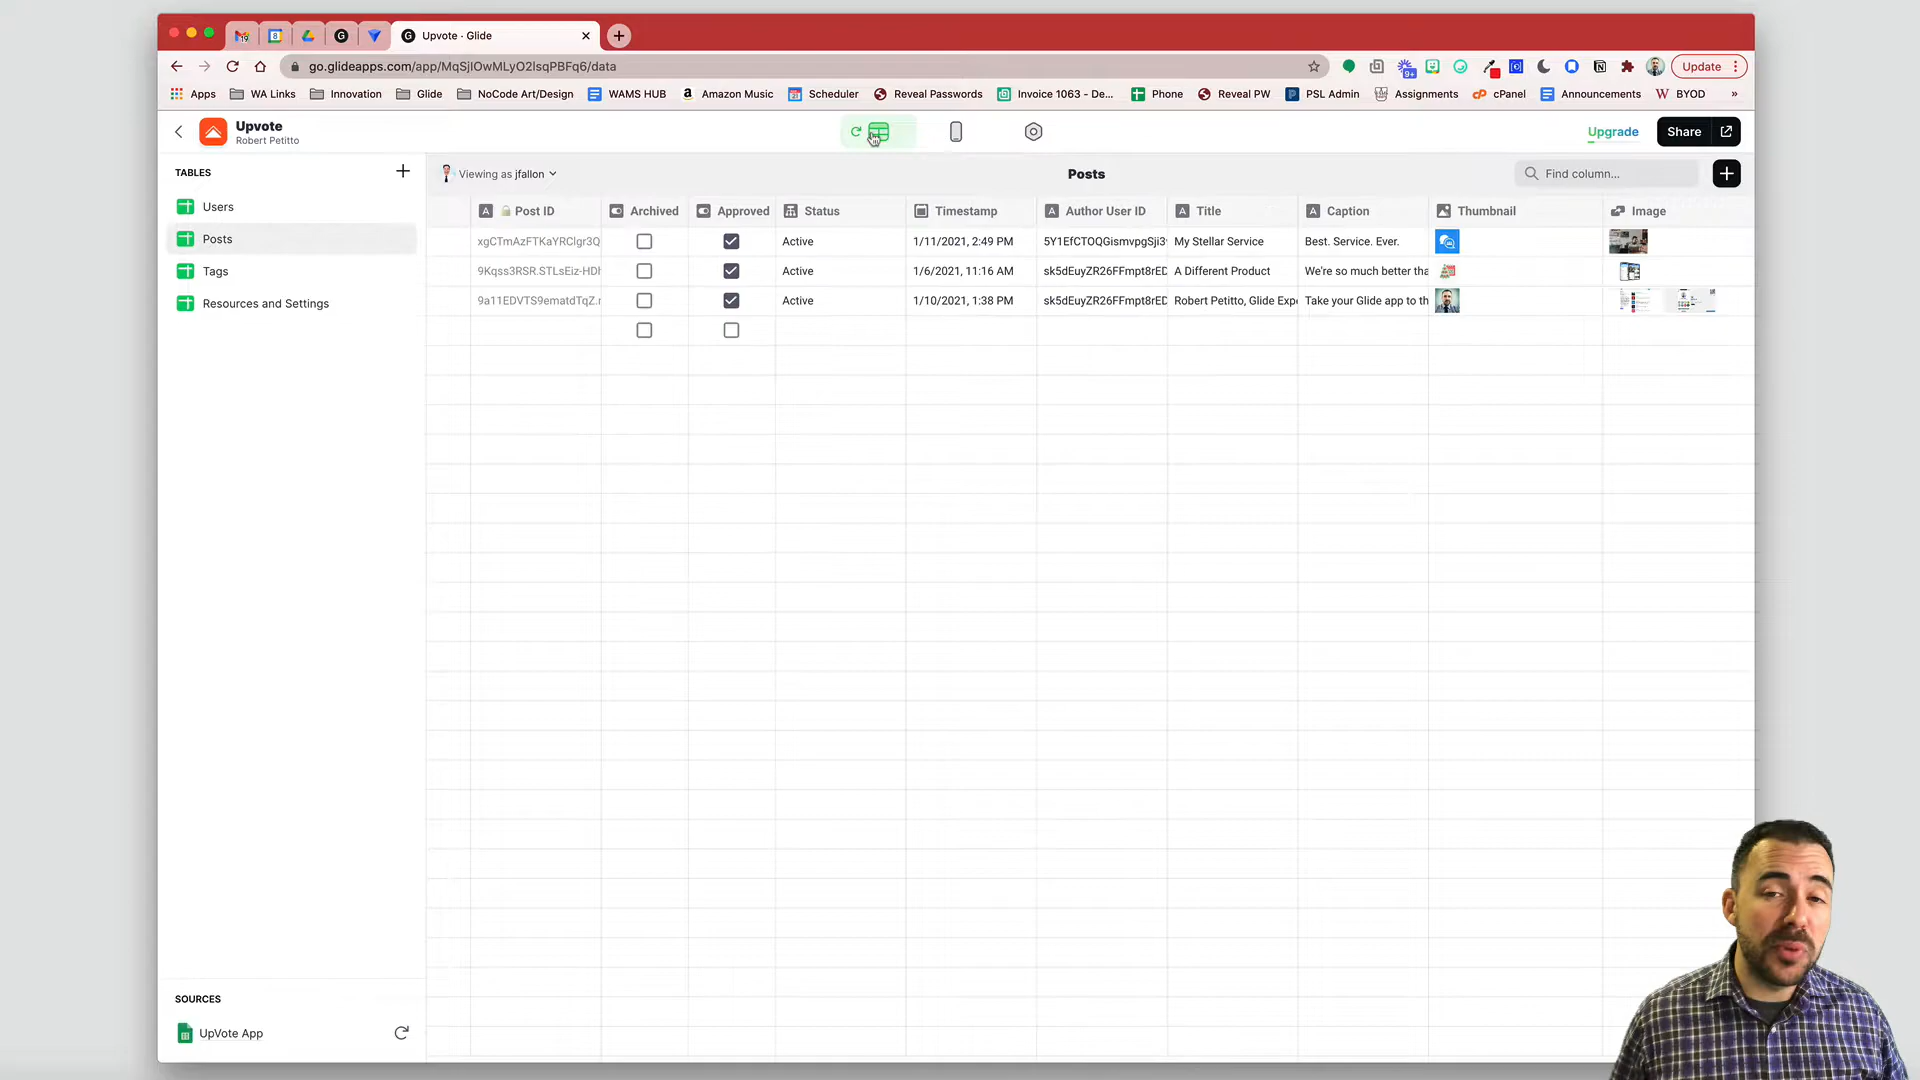 Upvote · Glide
go.glideapps.com/app/MqSjIOwMLyO2IsqPBFq6/data
Update
Apps WA Links Innovation Glide NoCode Art/Design WAMS HUB Amazon Music Scheduler Reveal Passwords Invoice 1063 - De... Phone Reveal PW PSL Admin Assignments cPanel Announcements BYOD »
Upvote
Robert Petitto
Upgrade Share
TABLES
Users
Posts
Tags
Resources and Settings
Viewing as jfallon
Posts
Find column...
Post ID Archived Approved Status Timestamp Author User ID Title Caption Thumbnail Image
xgCTmAzFTKaYRClgr3Q Active 1/11/2021, 2:49 PM 5Y1EfCTOQGismvpgSji3 My Stellar Service Best. Service. Ever.
9Kqss3RSR.STLsEiz-HD Active 1/6/2021, 11:16 AM sk5dEuyZR26FFmpt8rED A Different Product We're so much better tha
9a11EDVTS9ematdTqZ. Active 1/10/2021, 1:38 PM sk5dEuyZR26FFmpt8rED Robert Petitto, Glide Expe Take your Glide app to th
SOURCES
UpVote App